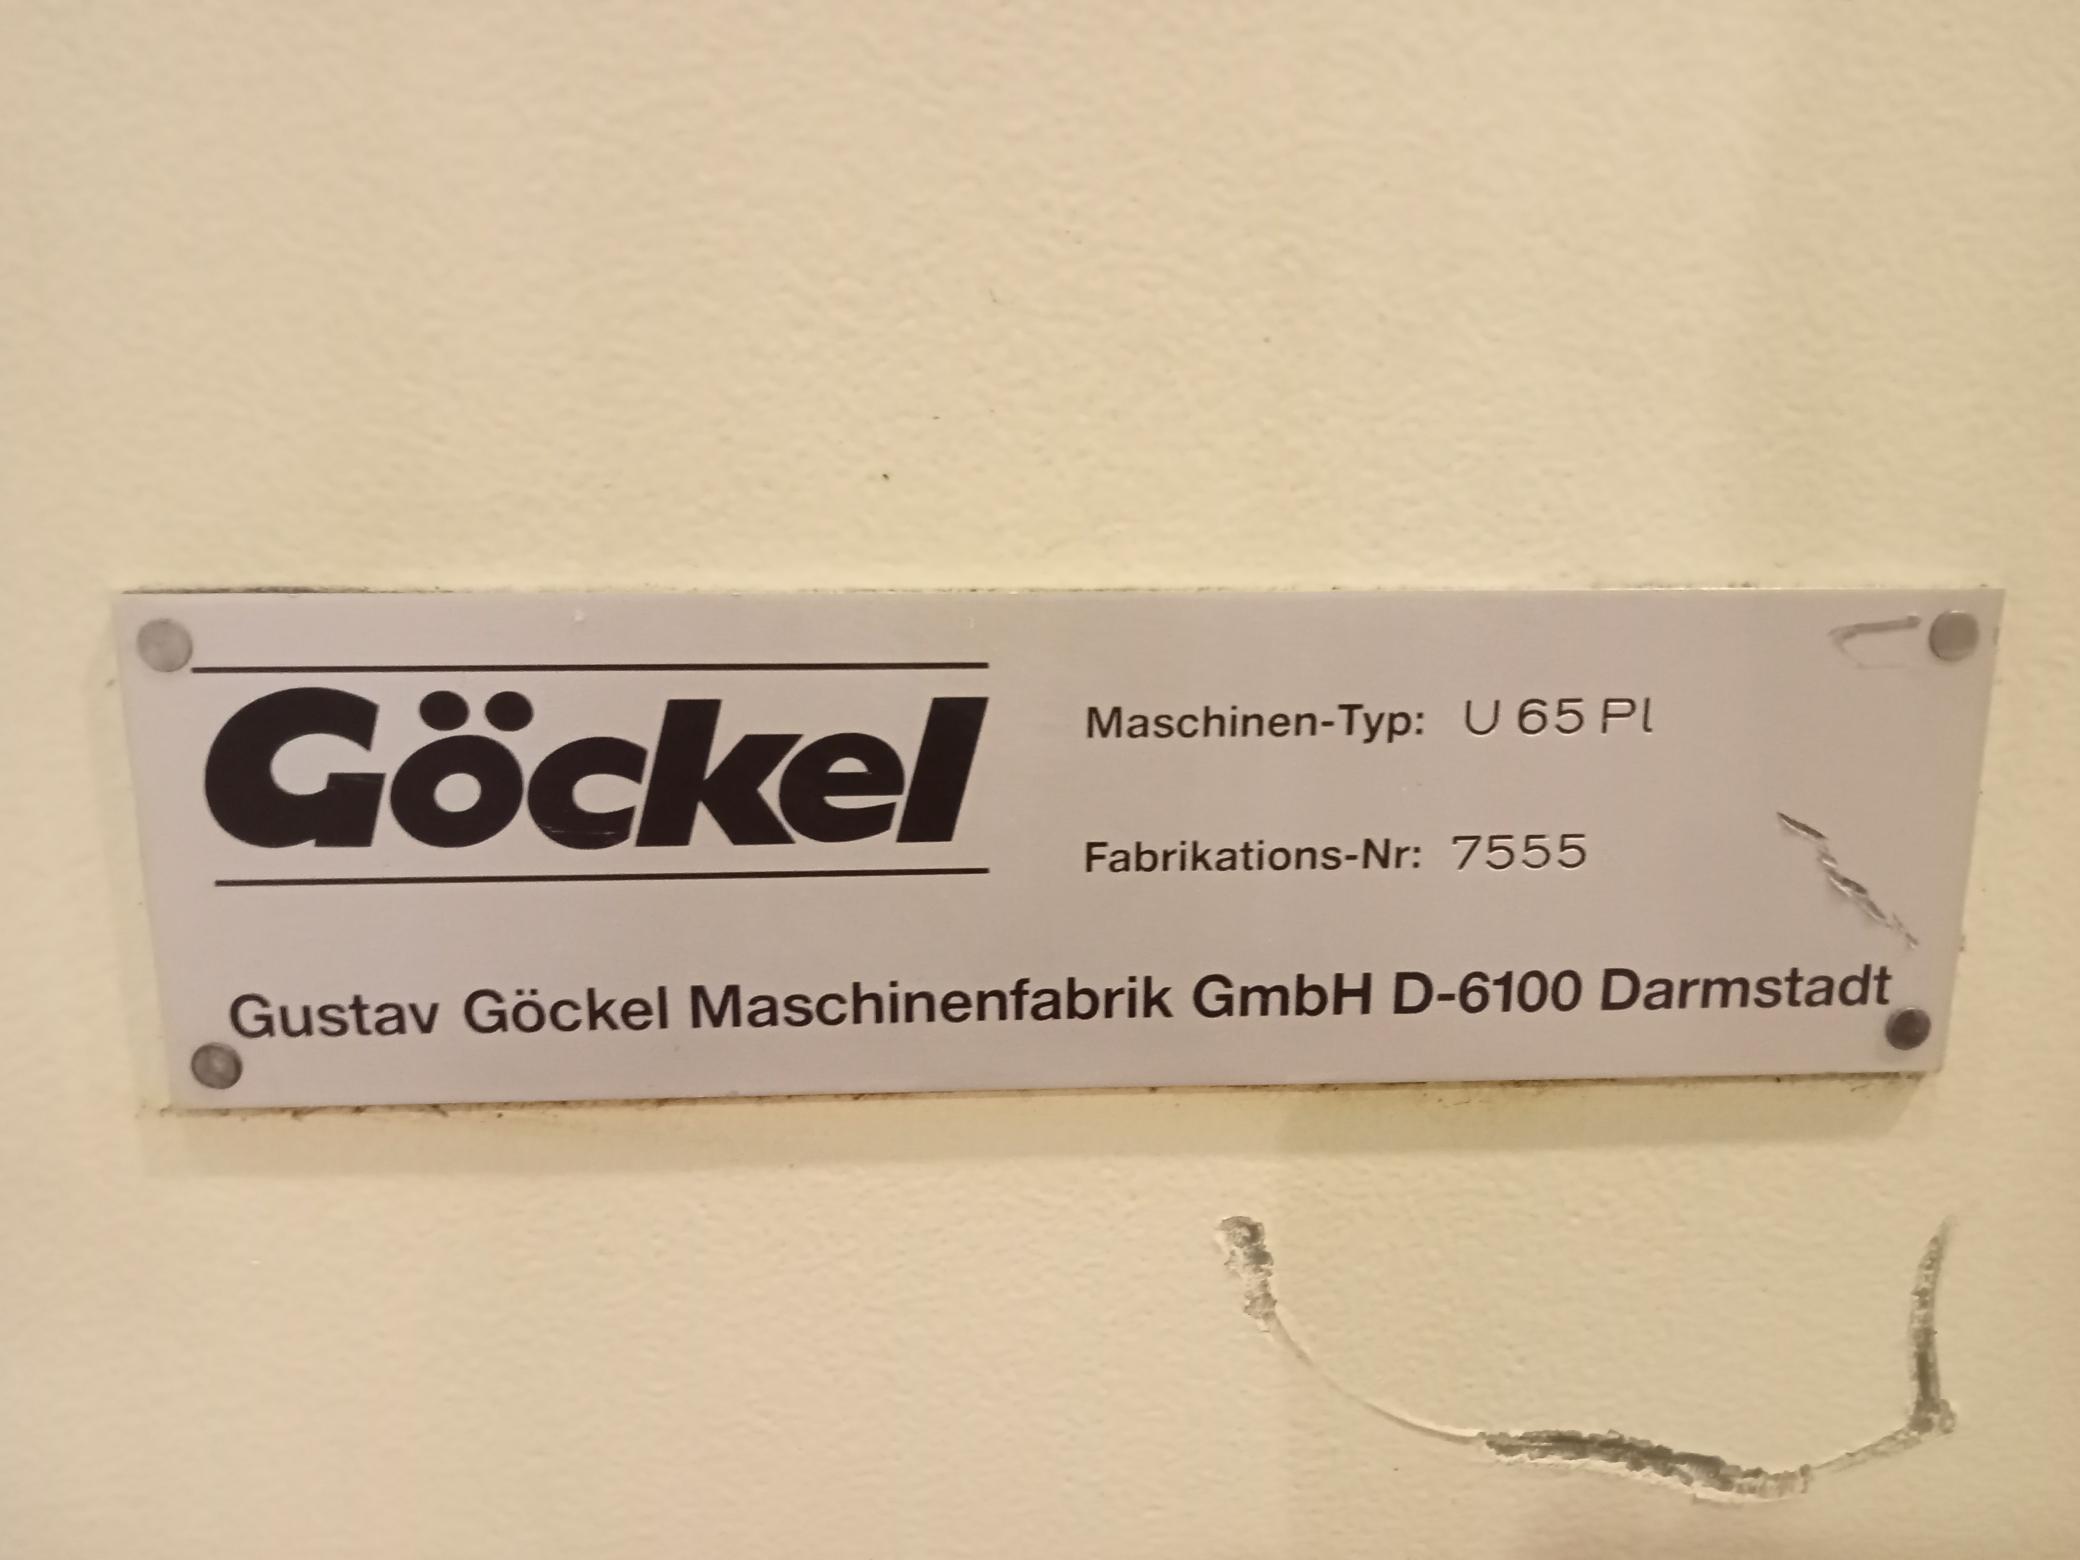 Göckel
Maschinen-Typ: U 65 Pl
Fabrikations-Nr: 7555
Gustav Göckel Maschinenfabrik GmbH D-6100 Darmstadt